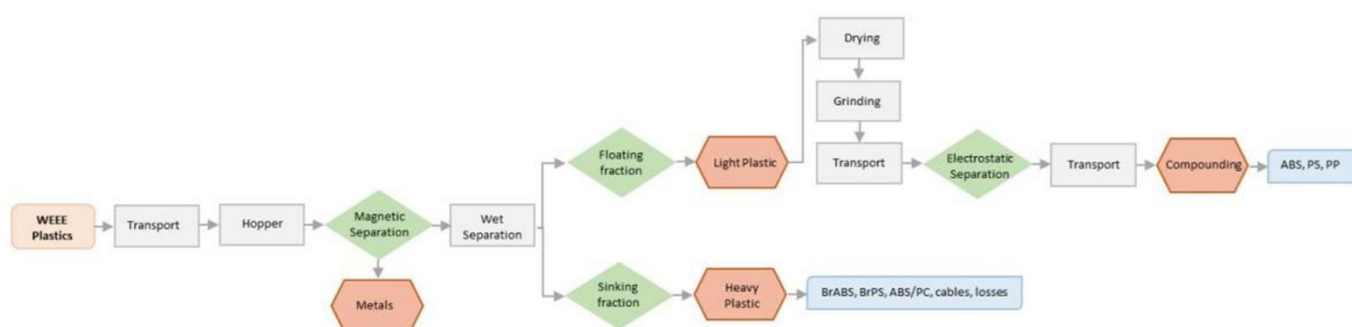 WEEE
Plastics
Transport
Hopper
Magnetic
Separation
Metals
Wet
Separation
Floating
fraction
Light Plastic
Drying
Grinding
Transport
Electrostatic
Separation
Transport
Compounding
ABS, PS, PP
Sinking
fraction
Heavy
Plastic
BrABS, BrPS, ABS/PC, cables, losses